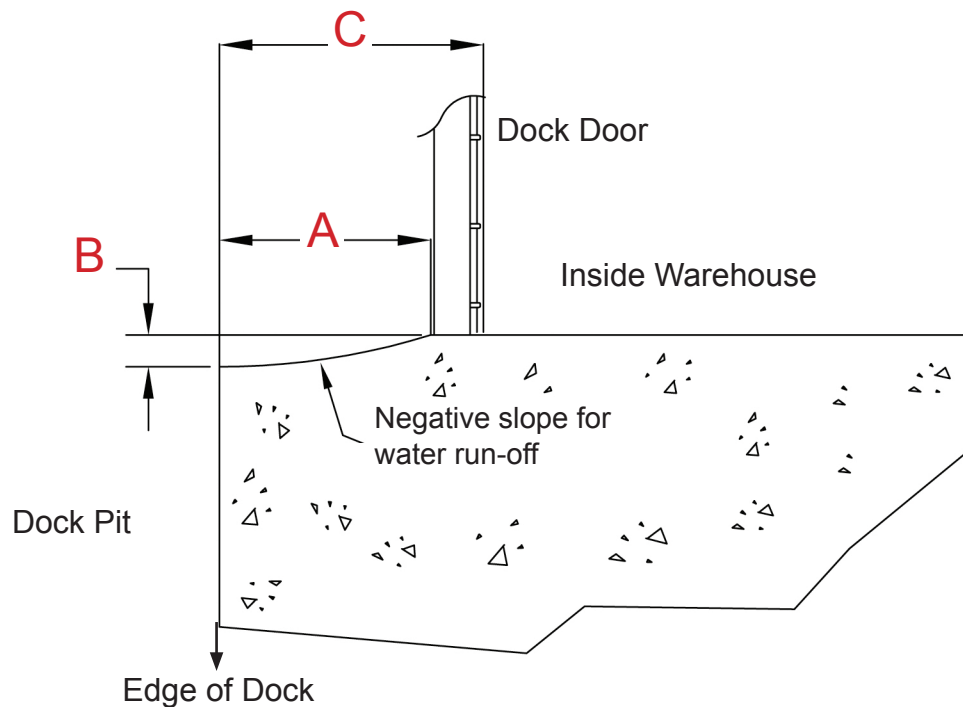 C
Dock Door
A
B
Inside Warehouse
Negative slope for
water run-off
Dock Pit
Edge of Dock